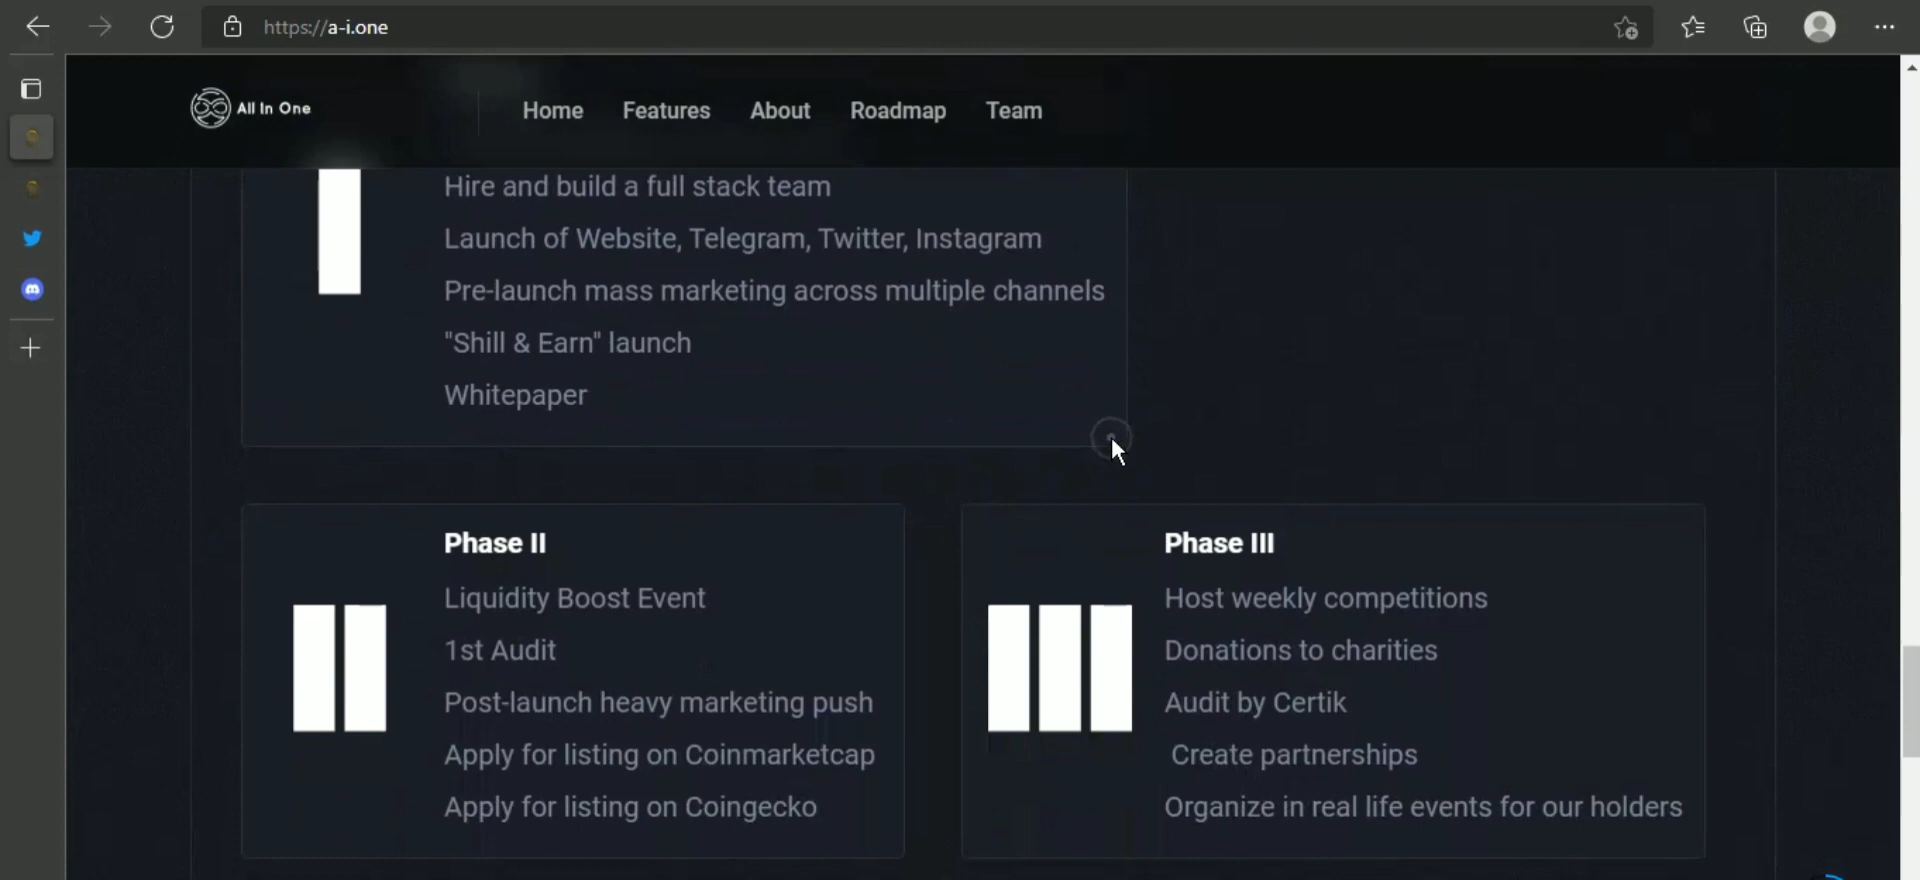 https://a-i.one
All In One
Home Features About Roadmap Team
Hire and build a full stack team
Launch of Website, Telegram, Twitter, Instagram
Pre-launch mass marketing across multiple channels
"Shill & Earn" launch
Whitepaper
Phase II
Liquidity Boost Event
1st Audit
Post-launch heavy marketing push
Apply for listing on Coinmarketcap
Apply for listing on Coingecko
Phase III
Host weekly competitions
Donations to charities
Audit by Certik
Create partnerships
Organize in real life events for our holders